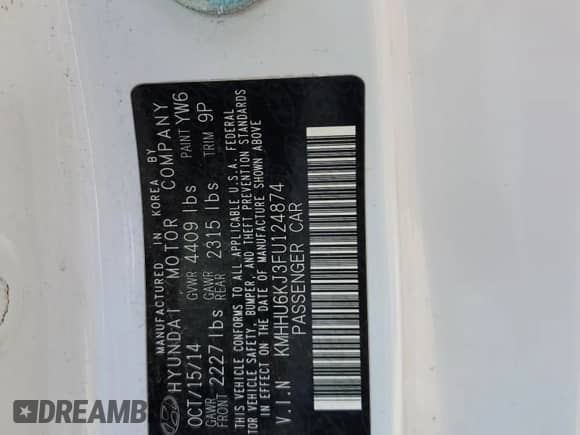 MANUFACTURED IN KOREA BY
HYUNDAI MOTOR COMPANY
OCT/15/14 GVWR 4409 lbs PAINT YW6
GAWR FRONT 2227 lbs GAWR REAR 2315 lbs TRIM 9P
THIS VEHICLE CONFORMS TO ALL APPLICABLE U.S.A. FEDERAL
MOTOR VEHICLE SAFETY, BUMPER, AND THEFT PREVENTION STANDARDS
IN EFFECT ON THE DATE OF MANUFACTURE SHOWN ABOVE
V.I.N KMHHU6KJ3FU124874
PASSENGER CAR
DREAMB